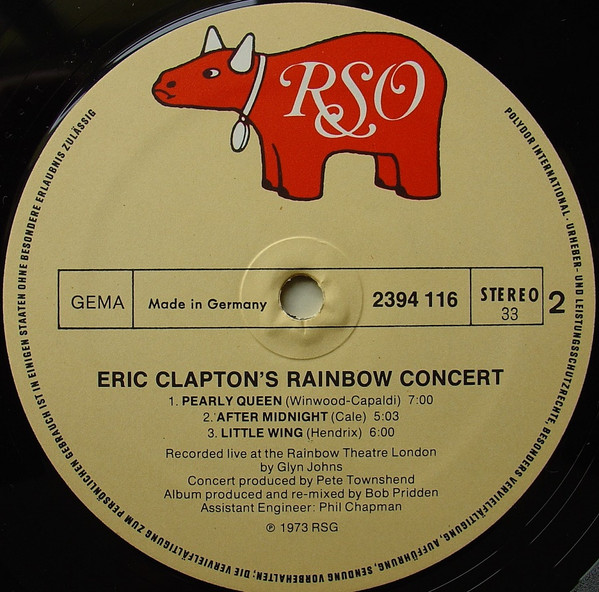 RSO
GEMA
Made in Germany
2394 116
STEREO
33
2
ERIC CLAPTON'S RAINBOW CONCERT
1. PEARLY QUEEN (Winwood-Capaldi) 7:00
2. AFTER MIDNIGHT (Cale) 5:03
3. LITTLE WING (Hendrix) 6:00
Recorded live at the Rainbow Theatre London
by Glyn Johns
Concert produced by Pete Townshend
Album produced and re-mixed by Bob Pridden
Assistant Engineer: Phil Chapman
℗ 1973 RSG
POLYDOR INTERNATIONAL · URHEBER- UND LEISTUNGSSCHUTZRECHTE, BESONDERS VERVIELFÄLTIGUNG, AUFFÜHRUNG, SENDUNG VORBEHALTEN; DIE VERVIELFÄLTIGUNG ZUM PERSÖNLICHEN GEBRAUCH IST IN EINIGEN STAATEN OHNE BESONDERE ERLAUBNIS ZULÄSSIG